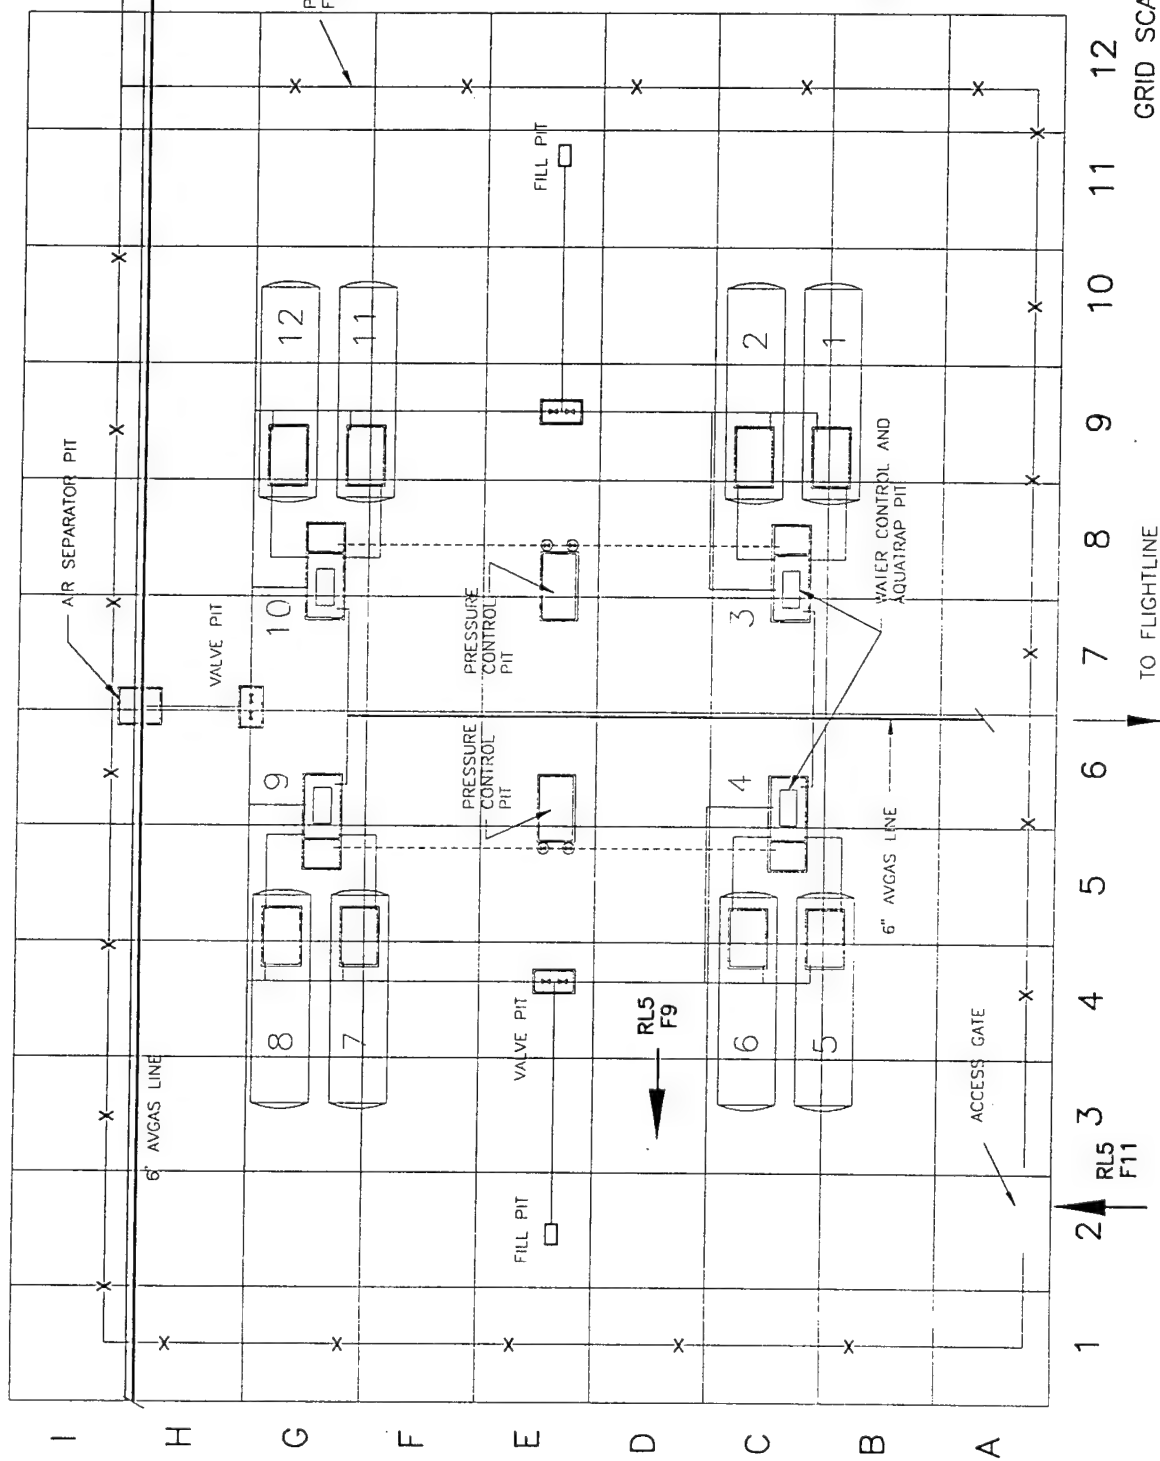 P
F
AIR SEPARATOR PIT
VALVE PIT
6" AVGAS LINE
I
H
G
F
E
D
C
B
A
12
11
10
9
8
7
FILL PIT
PRESSURE
CONTROL
PIT
PRESSURE
CONTROL
PIT
VALVE PIT
FILL PIT
RL5
F9
2
1
3
4
6
5
WATER CONTROL AND
AQUATRAP PIT
6" AVGAS LINE
ACCESS GATE
1
2
3
4
5
6
7
8
9
10
11
12
RL5
F11
TO FLIGHTLINE
GRID SCA